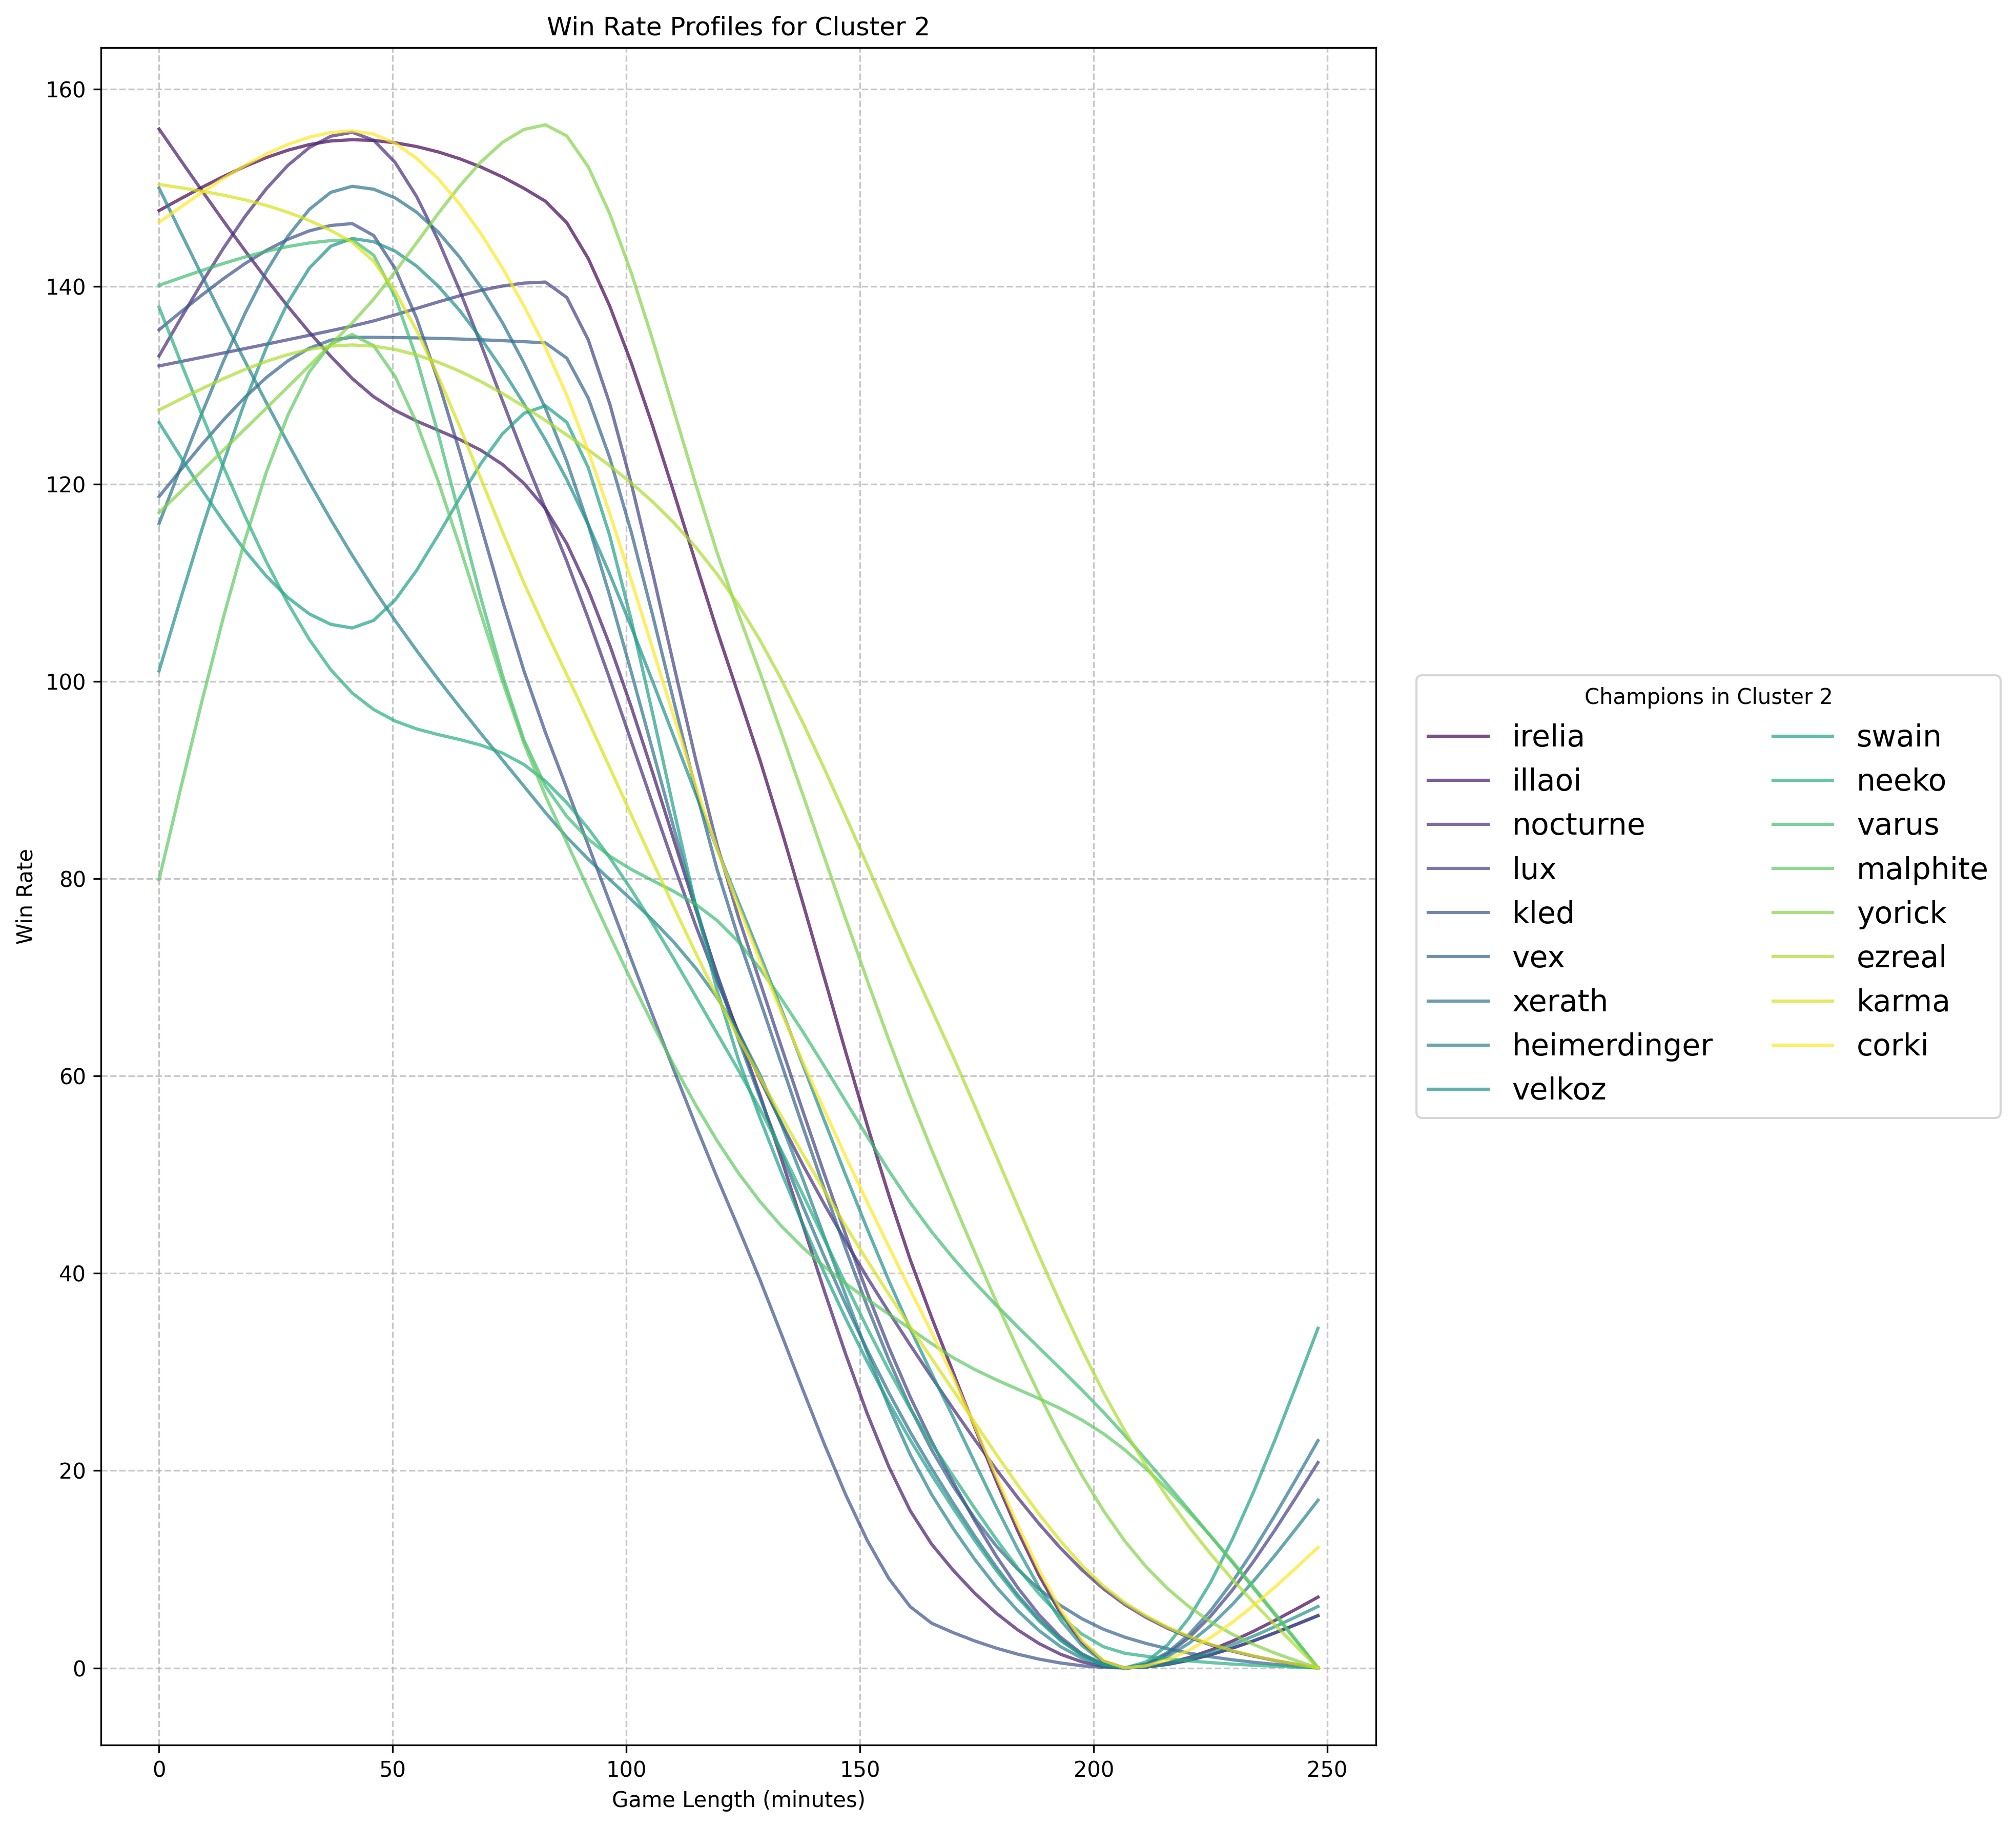 Win Rate Profiles for Cluster 2
160
140
120
100
80
60
40
20
0
Win Rate
0 50 100 150 200 250
Game Length (minutes)
Champions in Cluster 2
irelia
illaoi
nocturne
lux
kled
vex
xerath
heimerdinger
velkoz
swain
neeko
varus
malphite
yorick
ezreal
karma
corki